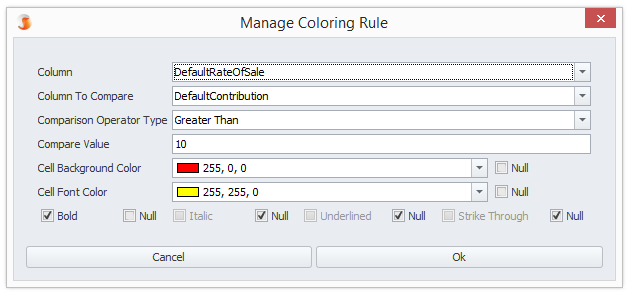 Manage Coloring Rule
Column DefaultRateOfSale
Column To Compare DefaultContribution
Comparison Operator Type Greater Than
Compare Value 10
Cell Background Color 255, 0, 0 Null
Cell Font Color 255, 255, 0 Null
Bold Null Italic Null Underlined Null Strike Through Null
Cancel Ok